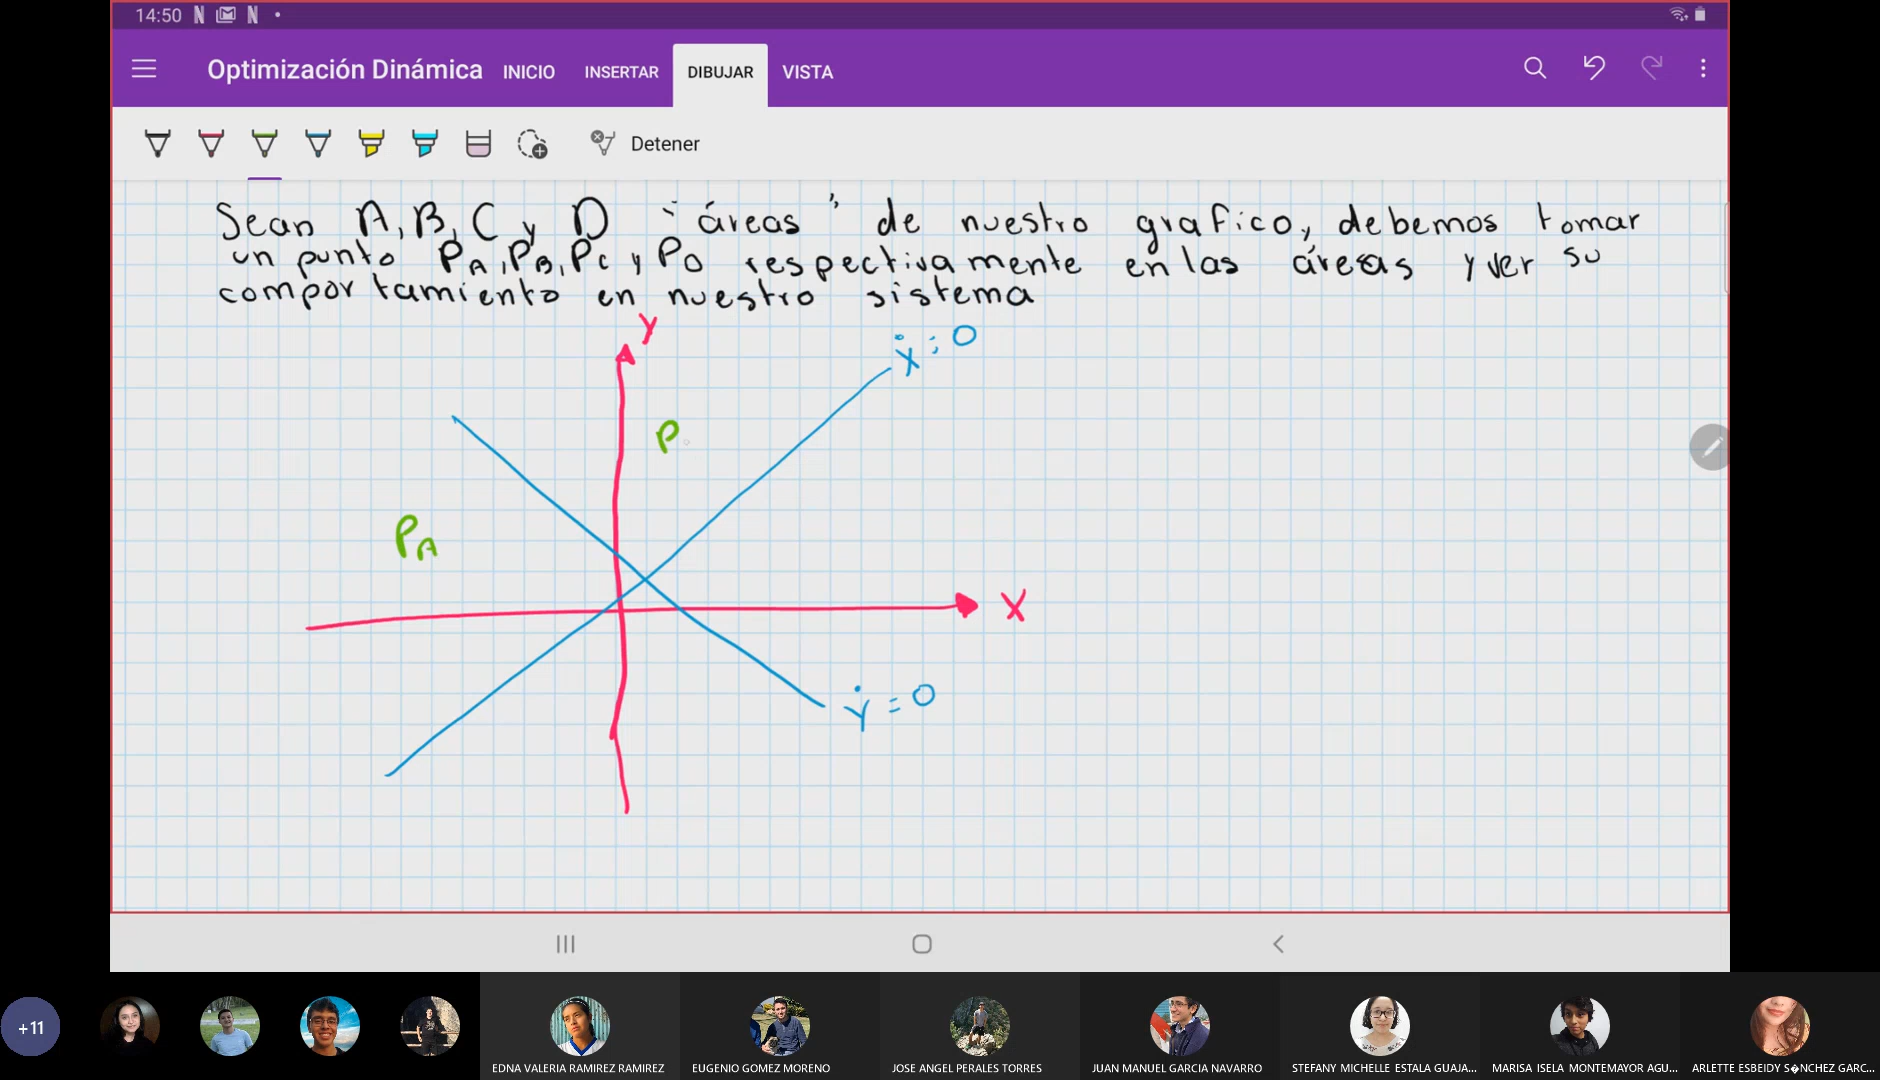 14:50 N N
Optimización Dinámica INICIO INSERTAR DIBUJAR VISTA
Detener
Sean A, B, C y D "áreas" de nuestro grafico, debemos tomar
un punto PA, PB, PC y PD respectivamente en las áreas y ver su
comportamiento en nuestro sistema
Y
Ẋ = 0
P
PA
X
Ẏ = 0
+11
EDNA VALERIA RAMIREZ RAMIREZ
EUGENIO GOMEZ MORENO
JOSE ANGEL PERALES TORRES
JUAN MANUEL GARCIA NAVARRO
STEFANY MICHELLE ESTALA GUAJA...
MARISA ISELA MONTEMAYOR AGU...
ARLETTE ESBEIDY S�NCHEZ GARC...